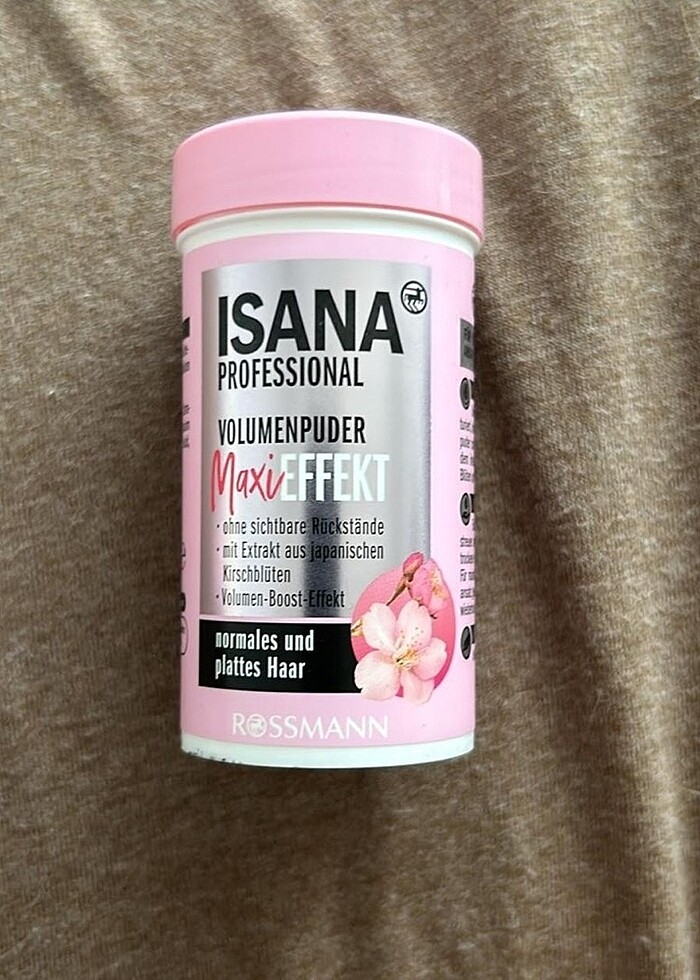 ISANA
PROFESSIONAL
VOLUMENPUDER
Maxi EFFEKT
• ohne sichtbare Rückstände
• mit Extrakt aus japanischen
Kirschblüten
• Volumen-Boost-Effekt
normales und
plattes Haar
ROSSMANN